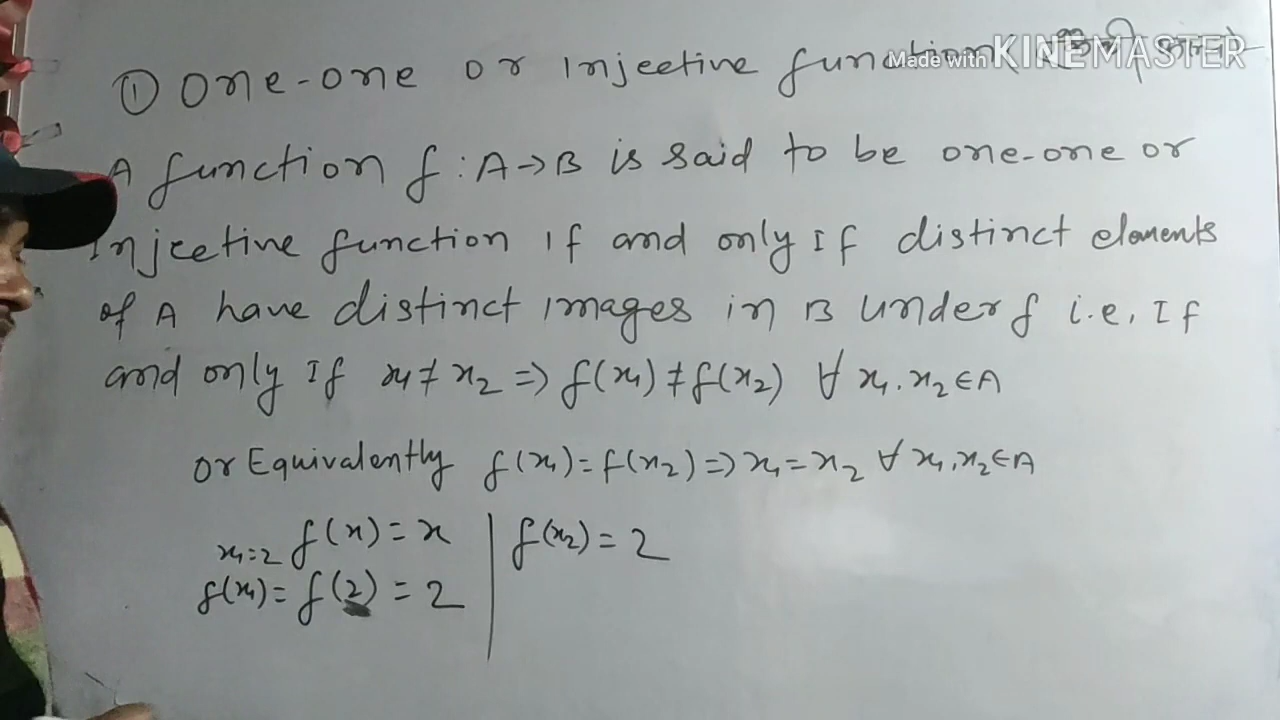 ① One-one or Injective function(
Made with KINEMASTER
A function f : A→B is said to be one-one or
Injective function If and only If distinct elements
of A have distinct images in B under f i.e, If
and only If x₁ ≠ x₂ => f(x₁) ≠ f(x₂) ∀ x₁, x₂ ∈ A
or Equivalently f(x₁) = f(x₂) => x₁ = x₂ ∀ x₁, x₂ ∈ A
x₁=2 f(x) = x | f(x₂) = 2
f(x₁) = f(2) = 2